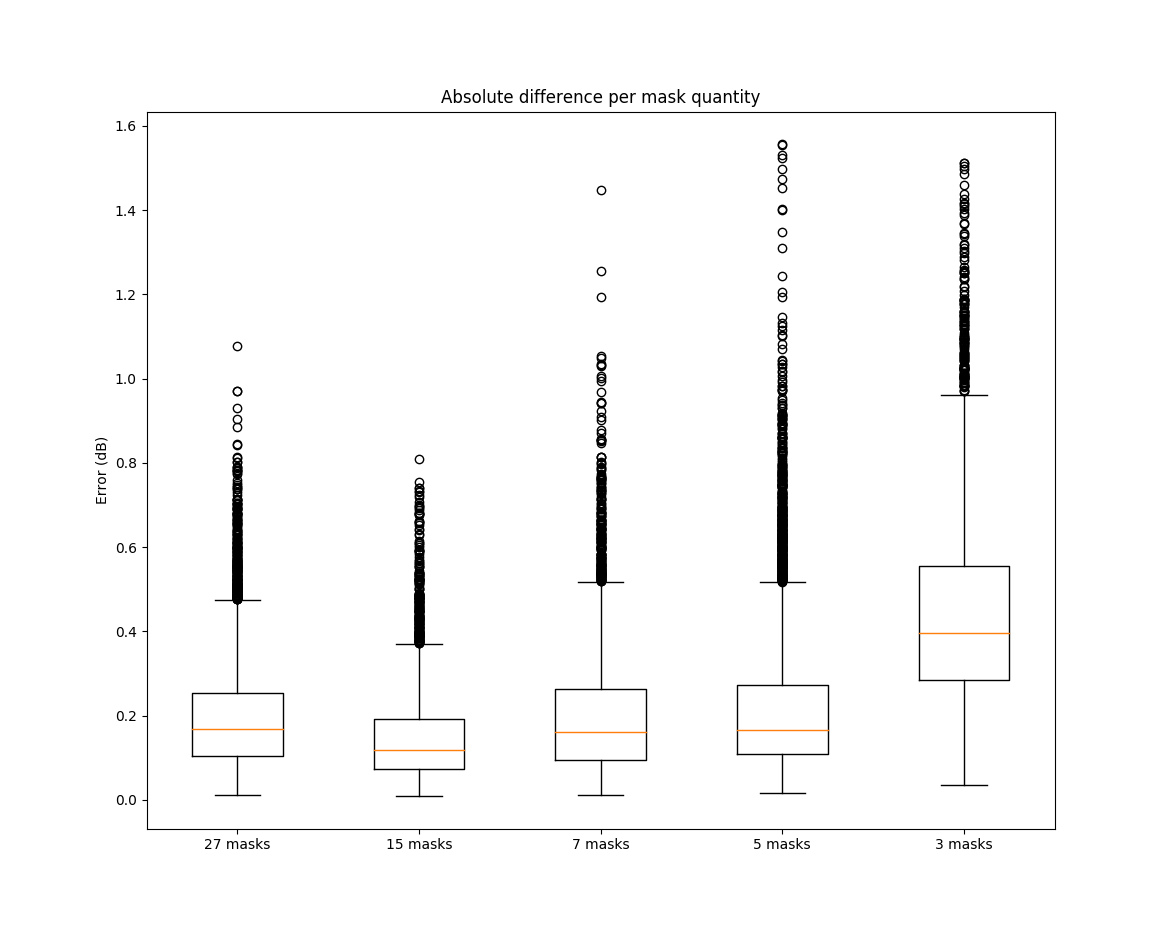 Absolute difference per mask quantity
Error (dB)
1.6
1.4
1.2
1.0
0.8
0.6
0.4
0.2
0.0
27 masks
15 masks
7 masks
5 masks
3 masks